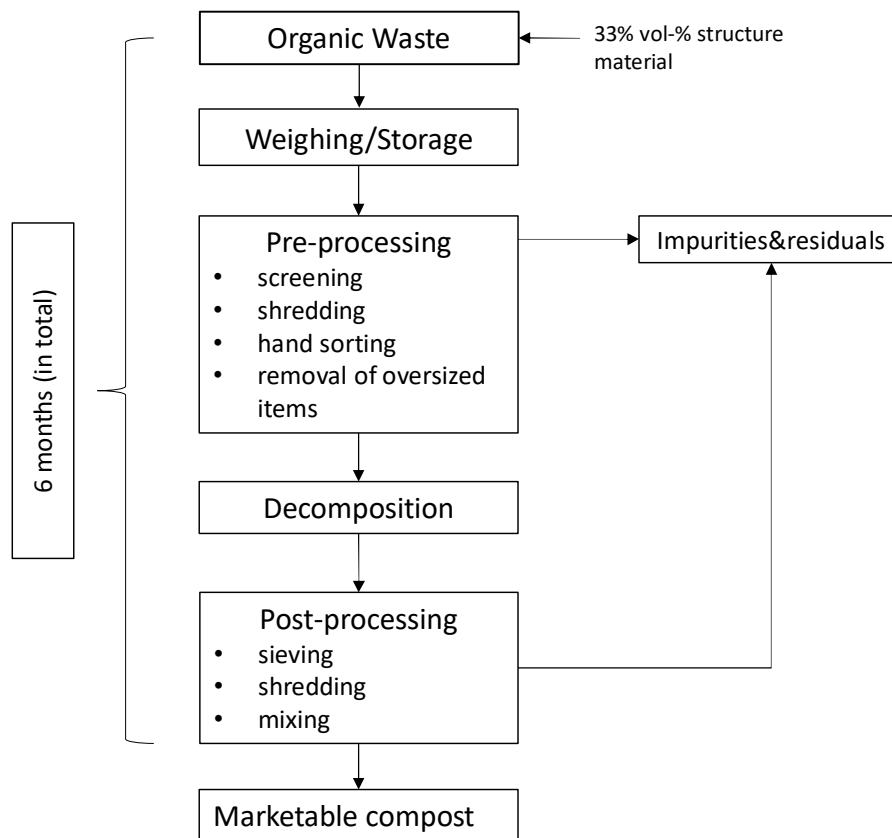 Organic Waste
33% vol-% structure
material
Weighing/Storage
Pre-processing
• screening
• shredding
• hand sorting
• removal of oversized
items
Impurities&residuals
6 months (in total)
Decomposition
Post-processing
• sieving
• shredding
• mixing
Marketable compost